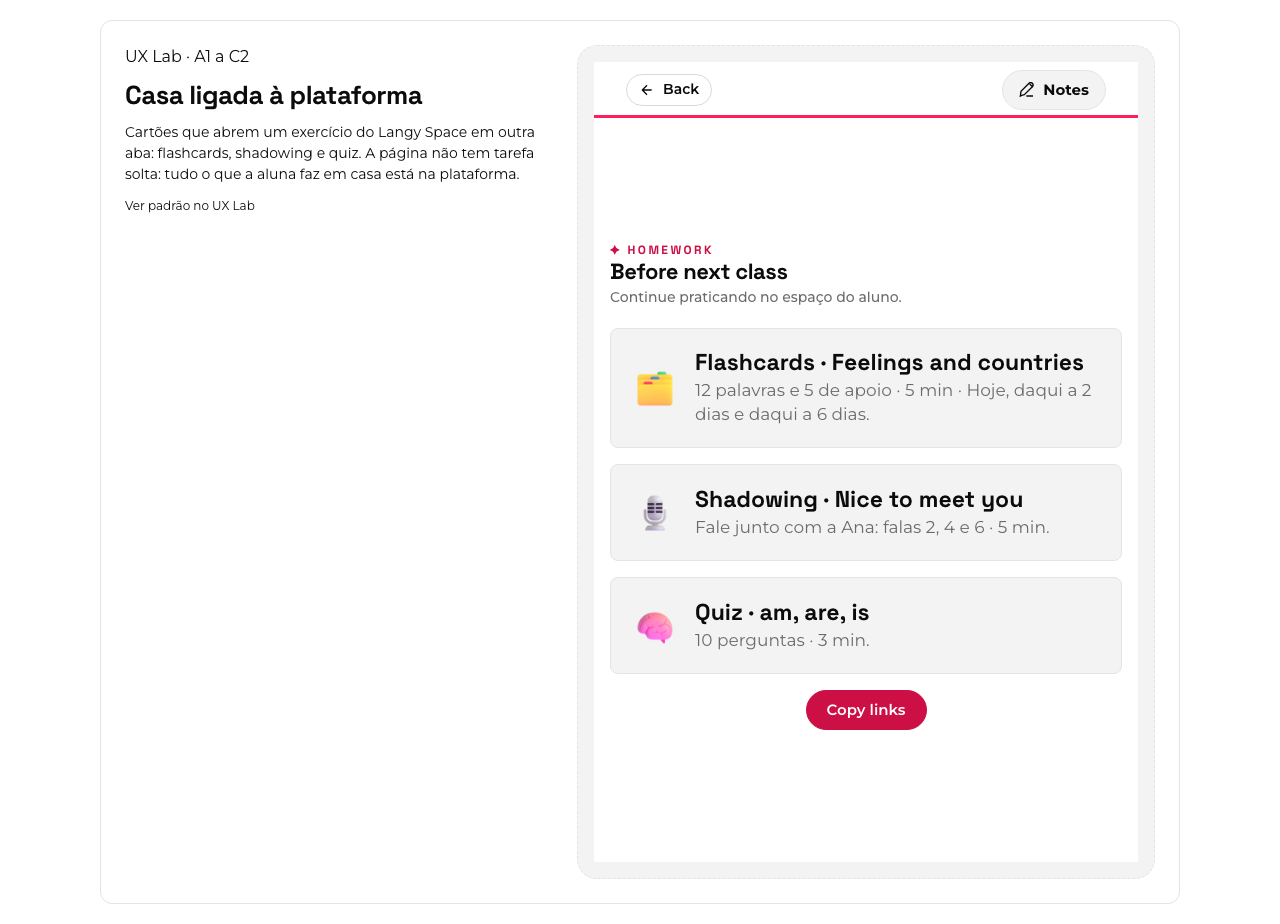 UX Lab · A1 a C2
Casa ligada à plataforma
Cartões que abrem um exercício do Langy Space em outra
aba: flashcards, shadowing e quiz. A página não tem tarefa
solta: tudo o que a aluna faz em casa está na plataforma.
Ver padrão no UX Lab
Back
Notes
HOMEWORK
Before next class
Continue praticando no espaço do aluno.
Flashcards · Feelings and countries
12 palavras e 5 de apoio · 5 min · Hoje, daqui a 2
dias e daqui a 6 dias.
Shadowing · Nice to meet you
Fale junto com a Ana: falas 2, 4 e 6 · 5 min.
Quiz · am, are, is
10 perguntas · 3 min.
Copy links